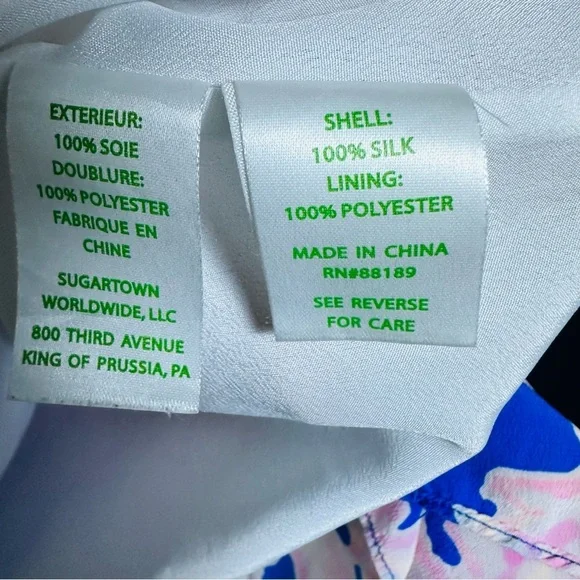 EXTERIEUR:
100% SOIE
DOUBLURE:
100% POLYESTER
FABRIQUE EN
CHINE
SUGARTOWN
WORLDWIDE, LLC
800 THIRD AVENUE
KING OF PRUSSIA, PA
SHELL:
100% SILK
LINING:
100% POLYESTER
MADE IN CHINA
RN#88189
SEE REVERSE
FOR CARE